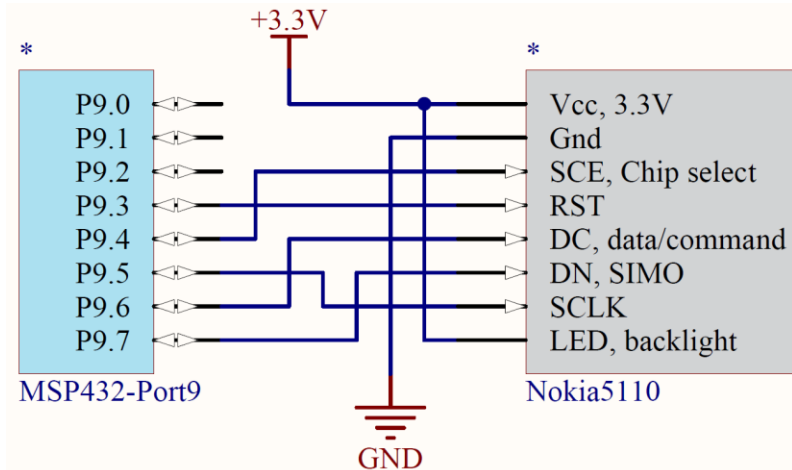 +3.3V
*
P9.0
P9.1
P9.2
P9.3
P9.4
P9.5
P9.6
P9.7
MSP432-Port9
*
Vcc, 3.3V
Gnd
SCE, Chip select
RST
DC, data/command
DN, SIMO
SCLK
LED, backlight
Nokia5110
GND